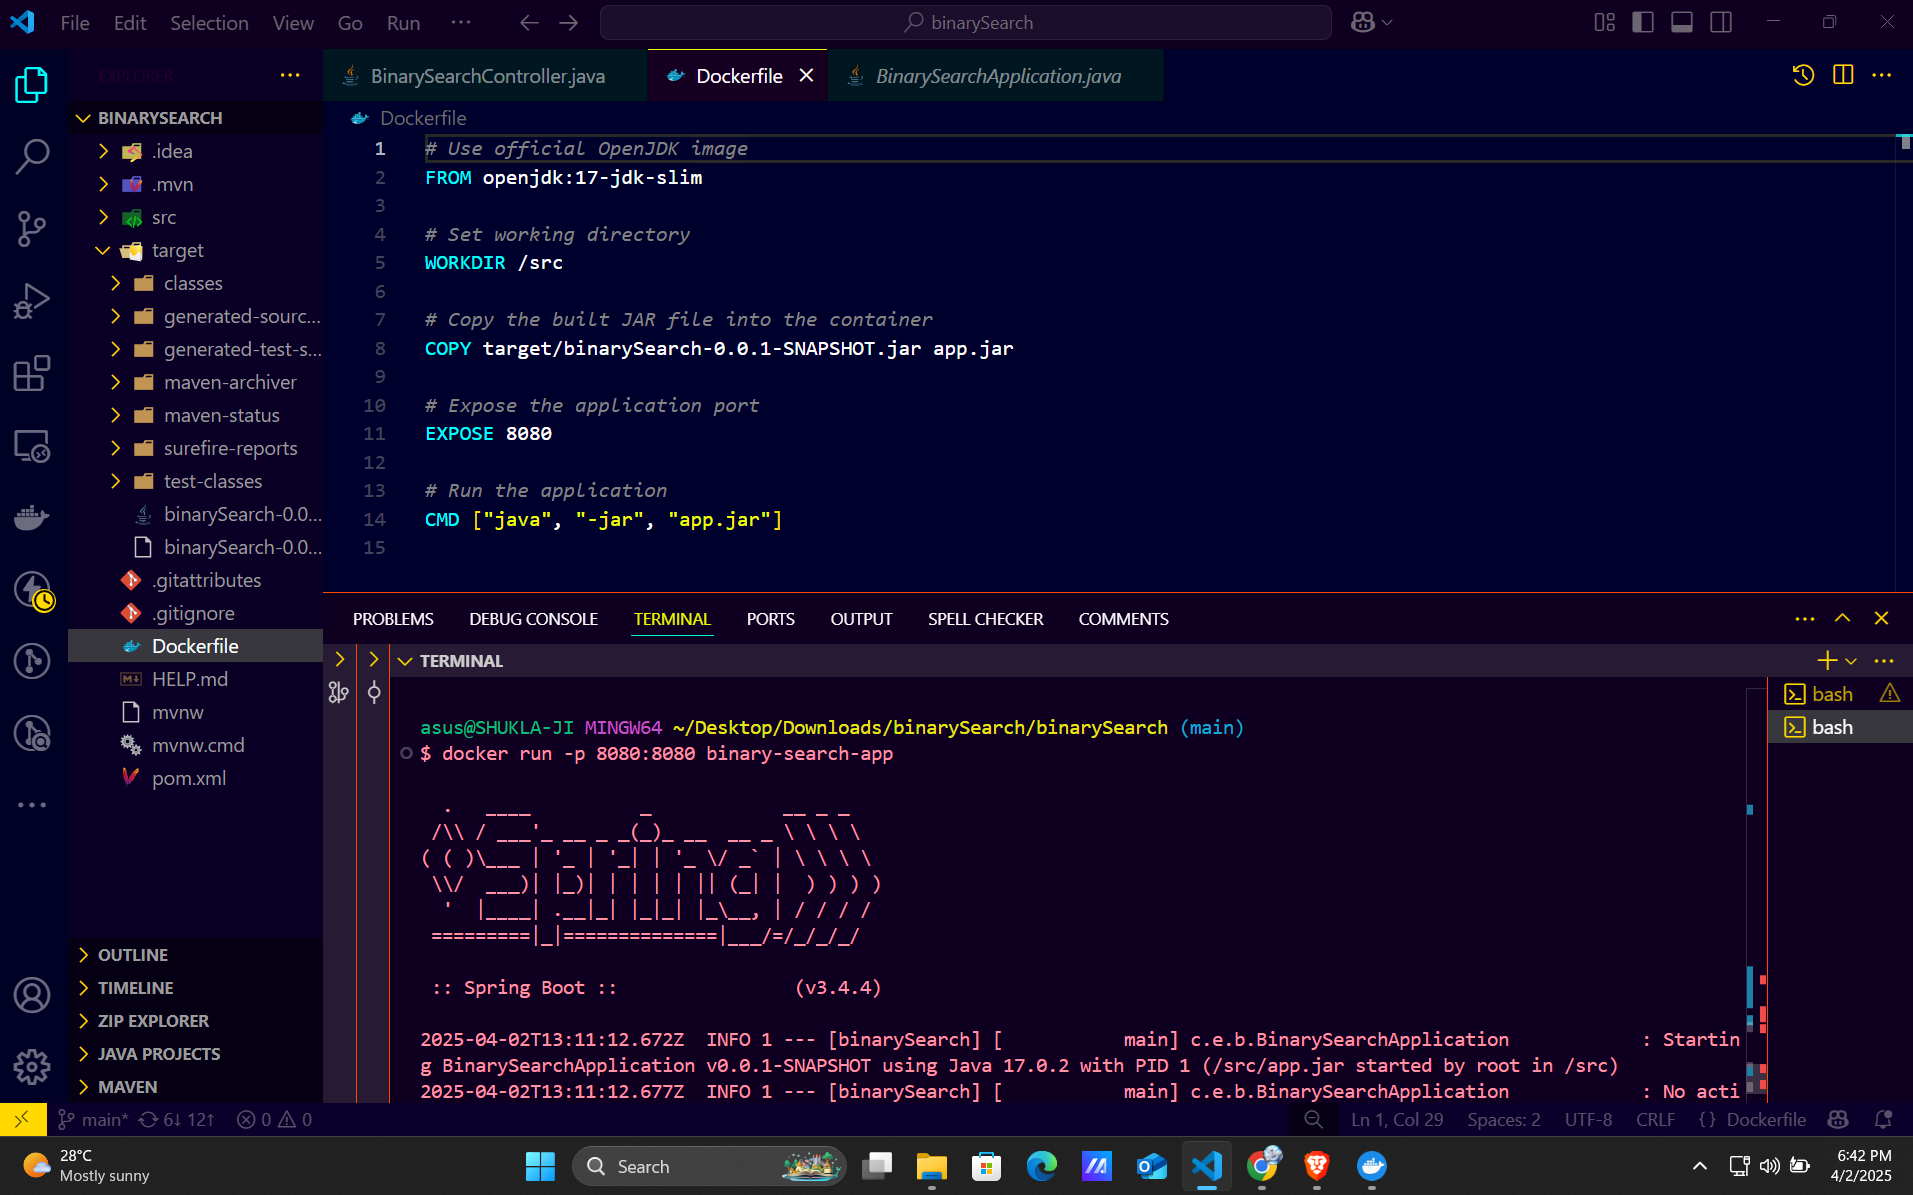 File Edit Selection View Go Run ··· binarySearch
EXPLORER ···
BinarySearchController.java Dockerfile BinarySearchApplication.java
BINARYSEARCH
.idea
.mvn
src
target
classes
generated-sourc...
generated-test-s...
maven-archiver
maven-status
surefire-reports
test-classes
binarySearch-0.0...
binarySearch-0.0...
.gitattributes
.gitignore
Dockerfile
HELP.md
mvnw
mvnw.cmd
pom.xml
OUTLINE
TIMELINE
ZIP EXPLORER
JAVA PROJECTS
MAVEN
Dockerfile
1 # Use official OpenJDK image
2 FROM openjdk:17-jdk-slim
3
4 # Set working directory
5 WORKDIR /src
6
7 # Copy the built JAR file into the container
8 COPY target/binarySearch-0.0.1-SNAPSHOT.jar app.jar
9
10 # Expose the application port
11 EXPOSE 8080
12
13 # Run the application
14 CMD ["java", "-jar", "app.jar"]
15
PROBLEMS DEBUG CONSOLE TERMINAL PORTS OUTPUT SPELL CHECKER COMMENTS
TERMINAL
bash
bash
asus@SHUKLA-JI MINGW64 ~/Desktop/Downloads/binarySearch/binarySearch (main)
$ docker run -p 8080:8080 binary-search-app
  .   ____          _            __ _ _
 /\\ / ___'_ __ _ _(_)_ __  __ _ \ \ \ \
( ( )\___ | '_ | '_| | '_ \/ _` | \ \ \ \
 \\/  ___)| |_)| | | | | || (_| |  ) ) ) )
  '  |____| .__|_| |_|_| |_\__, | / / / /
 =========|_|==============|___/=/_/_/_/
:: Spring Boot :: (v3.4.4)
2025-04-02T13:11:12.672Z INFO 1 --- [binarySearch] [ main] c.e.b.BinarySearchApplication : Startin
g BinarySearchApplication v0.0.1-SNAPSHOT using Java 17.0.2 with PID 1 (/src/app.jar started by root in /src)
2025-04-02T13:11:12.677Z INFO 1 --- [binarySearch] [ main] c.e.b.BinarySearchApplication : No acti
main* 6↓ 12↑ 0 0 Ln 1, Col 29 Spaces: 2 UTF-8 CRLF {} Dockerfile
28°C
Mostly sunny
Search
6:42 PM
4/2/2025